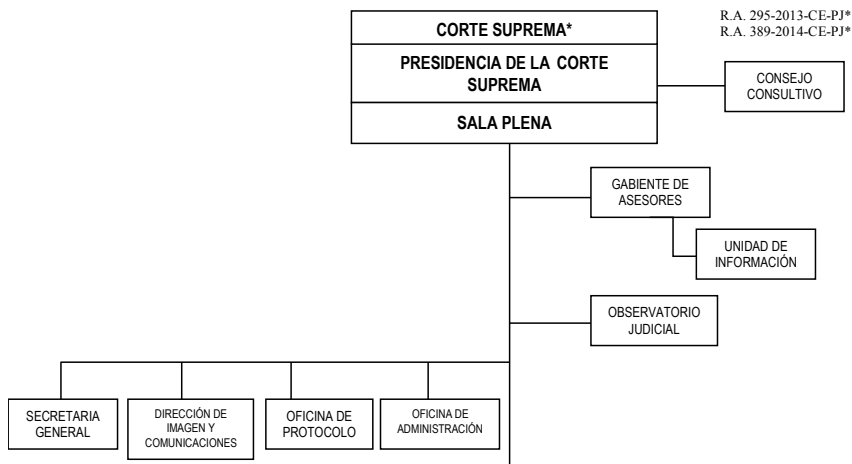 R.A. 295-2013-CE-PJ*
R.A. 389-2014-CE-PJ*
CORTE SUPREMA*
PRESIDENCIA DE LA CORTE
SUPREMA
SALA PLENA
CONSEJO
CONSULTIVO
GABIENTE DE
ASESORES
UNIDAD DE
INFORMACIÓN
OBSERVATORIO
JUDICIAL
SECRETARIA
GENERAL
DIRECCIÓN DE
IMAGEN Y
COMUNICACIONES
OFICINA DE
PROTOCOLO
OFICINA DE
ADMINISTRACIÓN